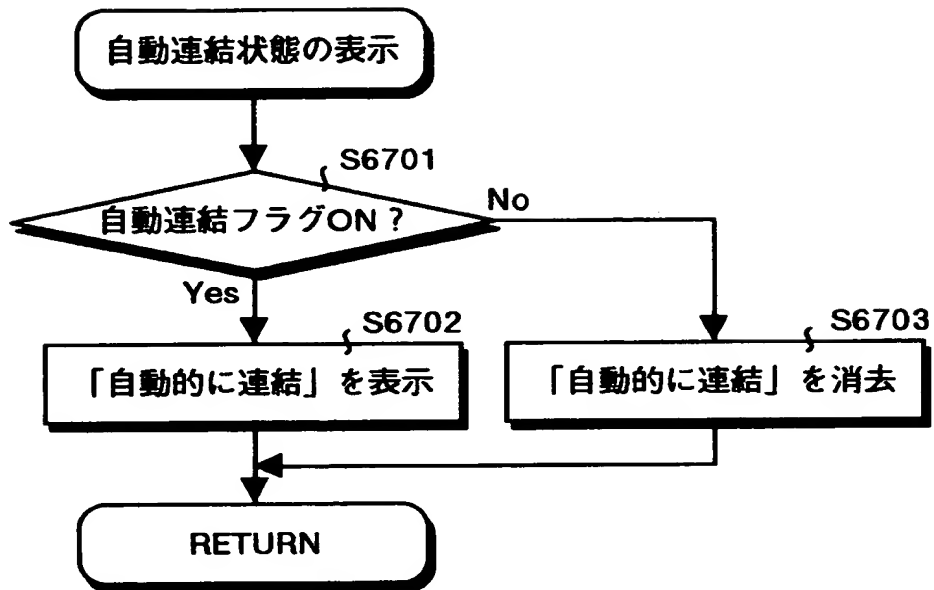 自動連結状態の表示
S6701
自動連結フラグON?
No
Yes
S6702
「自動的に連結」を表示
S6703
「自動的に連結」を消去
RETURN